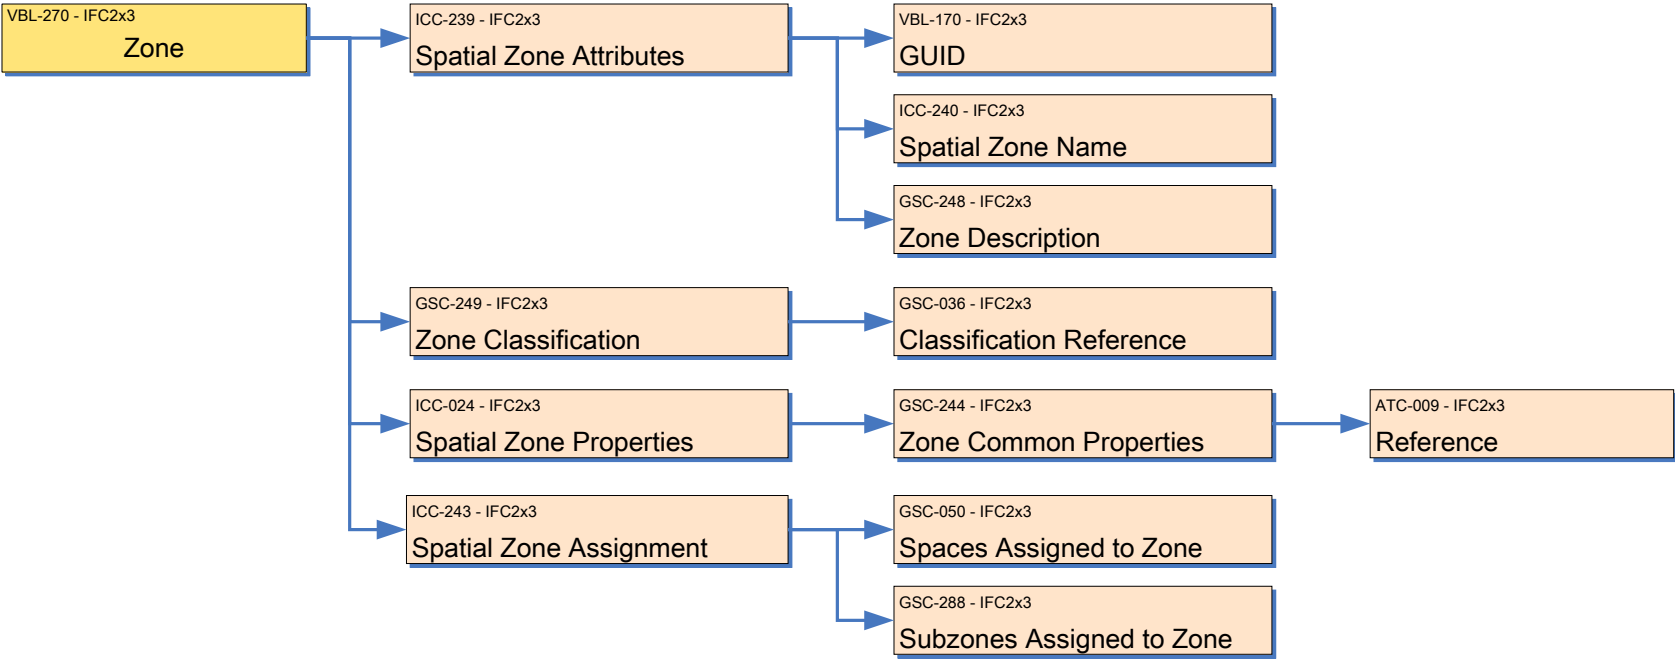 VBL-270 - IFC2x3
Zone
ICC-239 - IFC2x3
Spatial Zone Attributes
VBL-170 - IFC2x3
GUID
ICC-240 - IFC2x3
Spatial Zone Name
GSC-248 - IFC2x3
Zone Description
GSC-249 - IFC2x3
Zone Classification
GSC-036 - IFC2x3
Classification Reference
ICC-024 - IFC2x3
Spatial Zone Properties
GSC-244 - IFC2x3
Zone Common Properties
ATC-009 - IFC2x3
Reference
ICC-243 - IFC2x3
Spatial Zone Assignment
GSC-050 - IFC2x3
Spaces Assigned to Zone
GSC-288 - IFC2x3
Subzones Assigned to Zone